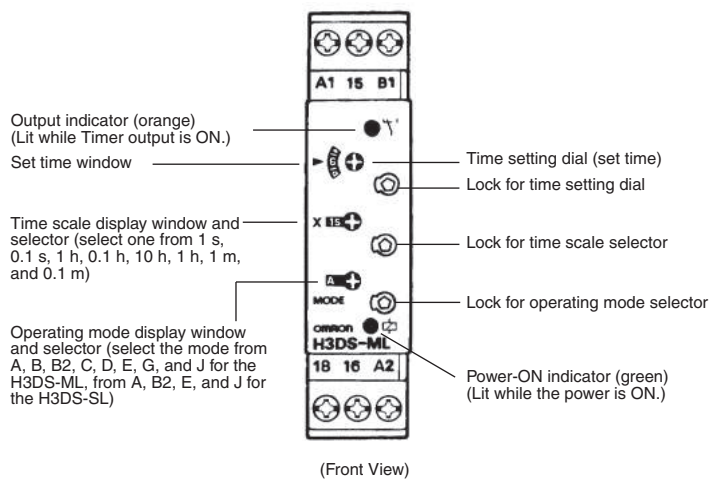 A1 15 B1
Output indicator (orange)
(Lit while Timer output is ON.)
Set time window
Time setting dial (set time)
Lock for time setting dial
Time scale display window and
selector (select one from 1 s,
0.1 s, 1 h, 0.1 h, 10 h, 1 h, 1 m,
and 0.1 m)
X 1S
Lock for time scale selector
A
MODE
Lock for operating mode selector
Operating mode display window
and selector (select the mode from
A, B, B2, C, D, E, G, and J for the
H3DS-ML, from A, B2, E, and J for
the H3DS-SL)
omron
H3DS-ML
18 16 A2
Power-ON indicator (green)
(Lit while the power is ON.)
(Front View)